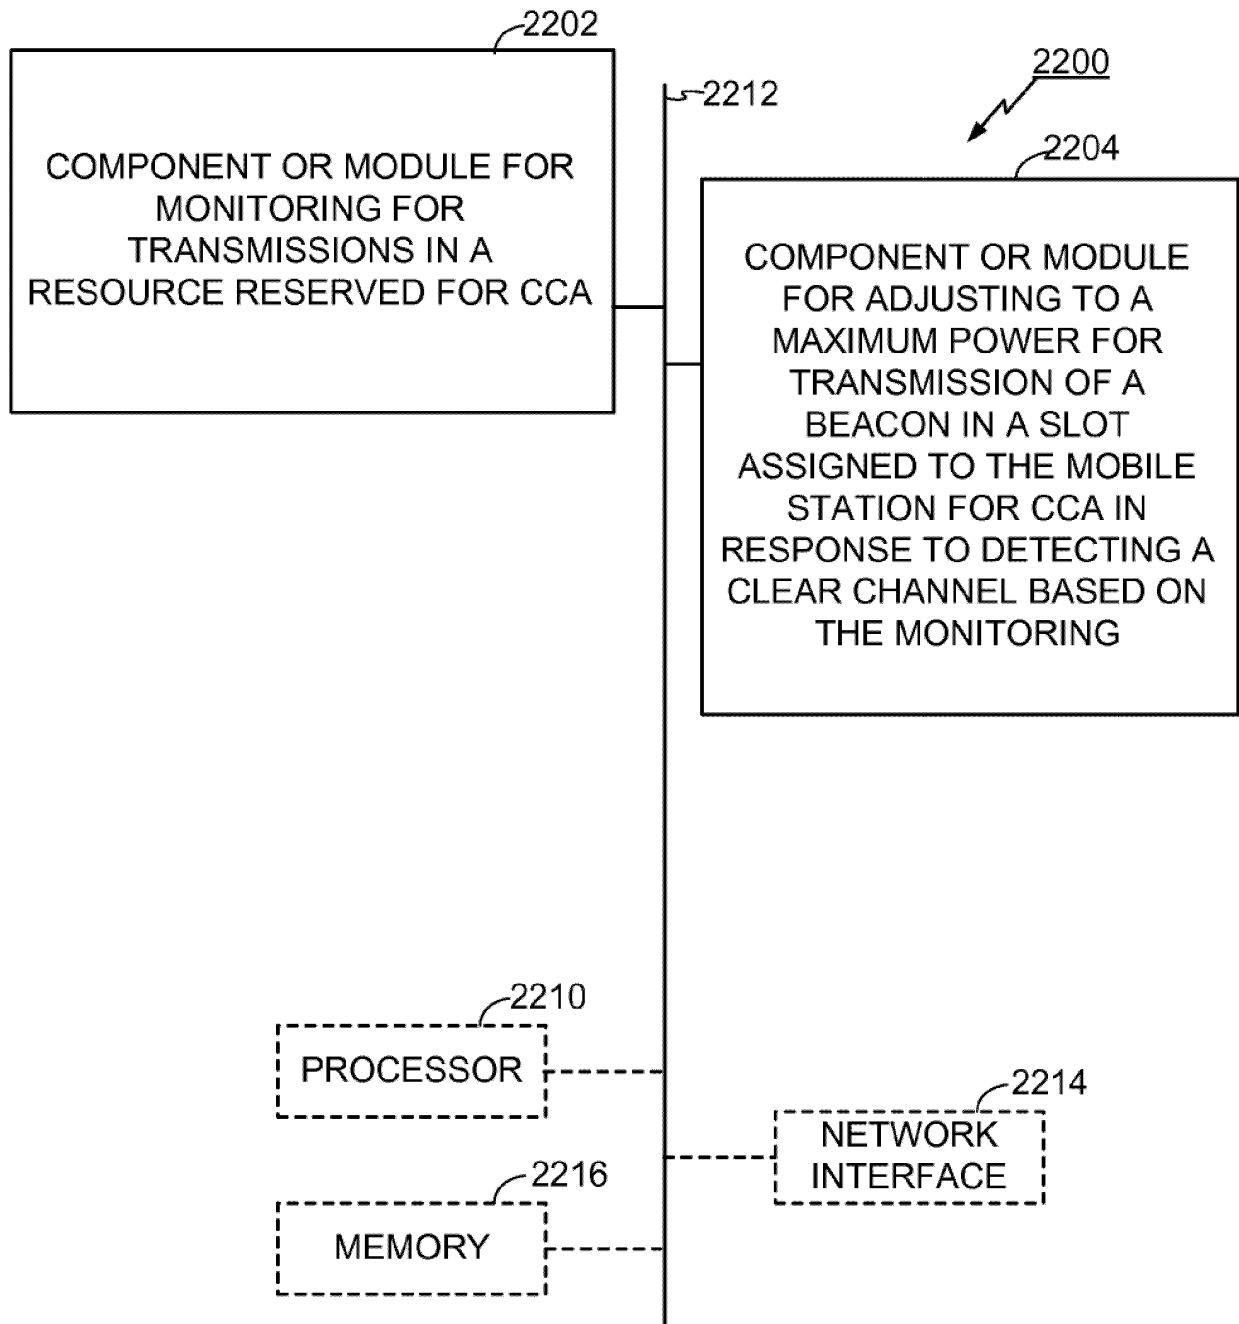 2202
2212
2200
COMPONENT OR MODULE FOR
MONITORING FOR
TRANSMISSIONS IN A
RESOURCE RESERVED FOR CCA
2204
COMPONENT OR MODULE
FOR ADJUSTING TO A
MAXIMUM POWER FOR
TRANSMISSION OF A
BEACON IN A SLOT
ASSIGNED TO THE MOBILE
STATION FOR CCA IN
RESPONSE TO DETECTING A
CLEAR CHANNEL BASED ON
THE MONITORING
2210
PROCESSOR
2214
NETWORK
INTERFACE
2216
MEMORY